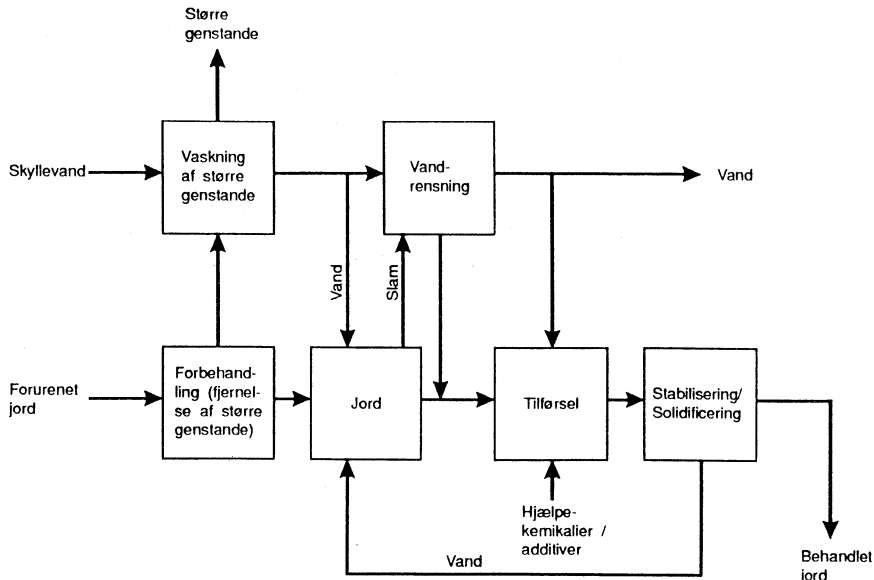 Større
genstande
Skyllevand
Vaskning
af større
genstande
Vand-
rensning
Vand
Vand
Slam
Forurenet
jord
Forbehand-
ling (fjernel-
se af større
genstande)
Jord
Tilførsel
Stabilisering/
Solidificering
Hjælpe-
kemikalier /
additiver
Vand
Behandlet
jord